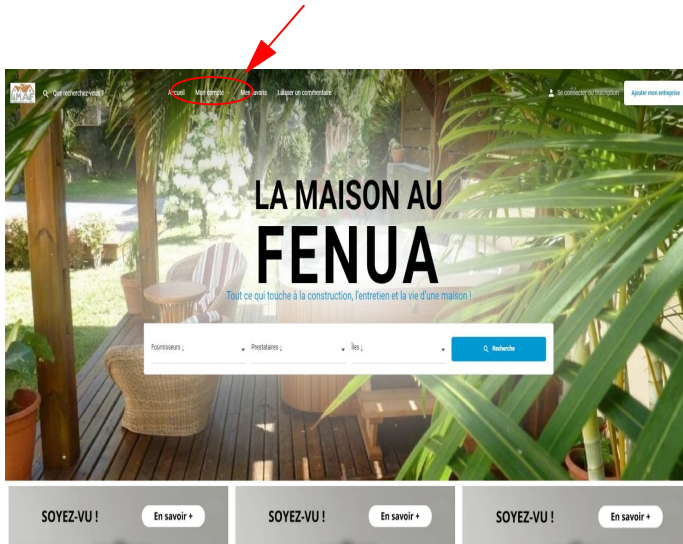 Que recherchez-vous ?
Accueil Mon compte Mes favoris Laisser un commentaire
Se connecter ou Inscription
Ajouter mon entreprise
LA MAISON AU
FENUA
Tout ce qui touche à la construction, l'entretien et la vie d'une maison !
Fournisseurs ↓
Prestataires ↓
Îles ↓
Recherche
SOYEZ-VU !
En savoir +
SOYEZ-VU !
En savoir +
SOYEZ-VU !
En savoir +